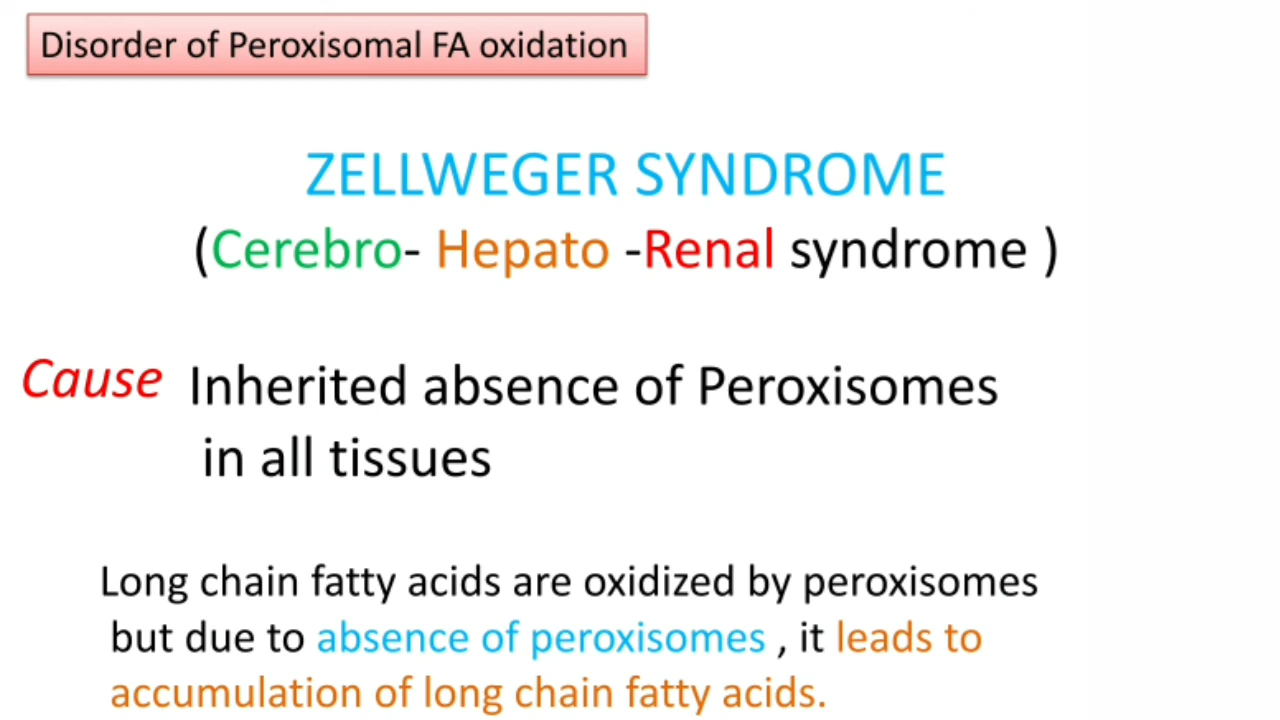 Disorder of Peroxisomal FA oxidation
ZELLWEGER SYNDROME
(Cerebro- Hepato -Renal syndrome )
Cause Inherited absence of Peroxisomes
in all tissues
Long chain fatty acids are oxidized by peroxisomes
but due to absence of peroxisomes , it leads to
accumulation of long chain fatty acids.